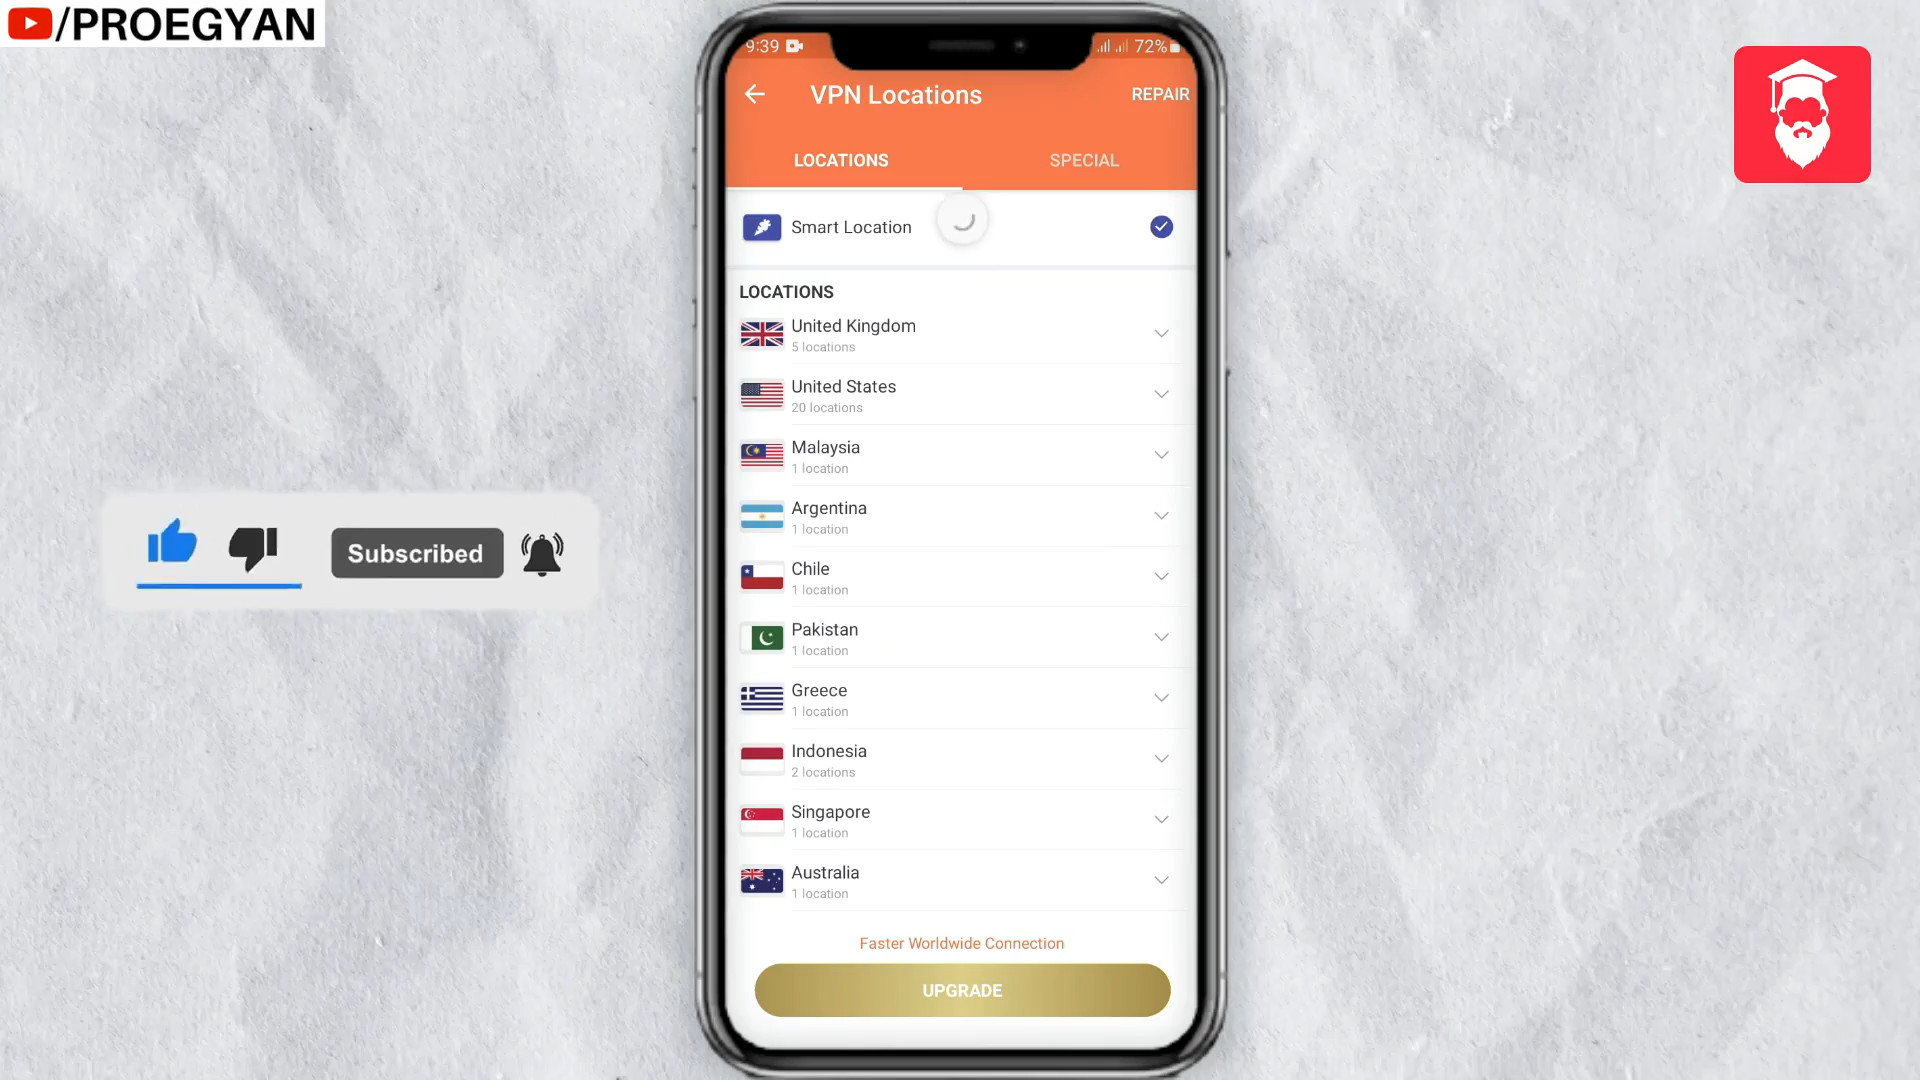 /PROEGYAN
9:39
72%
VPN Locations
REPAIR
LOCATIONS
SPECIAL
Smart Location
LOCATIONS
United Kingdom
5 locations
United States
20 locations
Malaysia
1 location
Argentina
1 location
Chile
1 location
Pakistan
1 location
Greece
1 location
Indonesia
2 locations
Singapore
1 location
Australia
1 location
Faster Worldwide Connection
UPGRADE
Subscribed